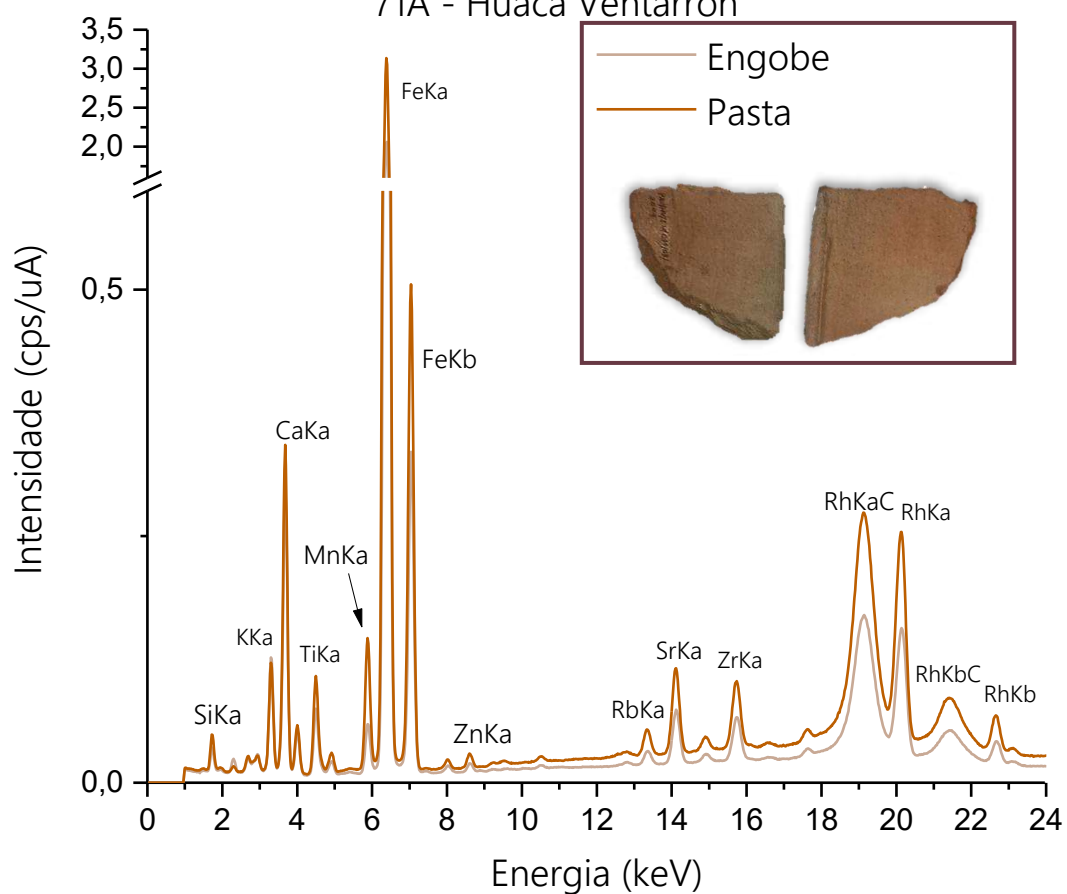 71A - Huaca Ventarrón
3,5
3,0
2,5
2,0
0,5
0,0
Intensidade (cps/uA)
Engobe
Pasta
FeKa
FeKb
CaKa
MnKa
KKa
TiKa
SiKa
ZnKa
RbKa
SrKa
ZrKa
RhKaC
RhKa
RhKbC
RhKb
0 2 4 6 8 10 12 14 16 18 20 22 24
Energia (keV)